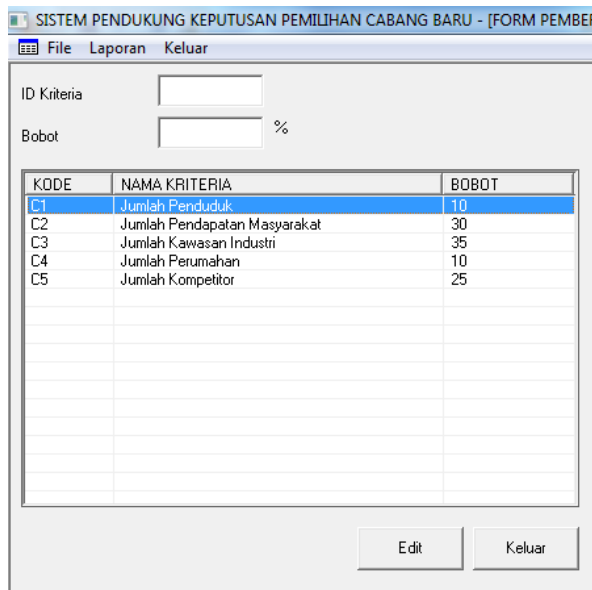 SISTEM PENDUKUNG KEPUTUSAN PEMILIHAN CABANG BARU - [FORM PEMBER
File Laporan Keluar
ID Kriteria
Bobot %
KODE NAMA KRITERIA BOBOT
C1 Jumlah Penduduk 10
C2 Jumlah Pendapatan Masyarakat 30
C3 Jumlah Kawasan Industri 35
C4 Jumlah Perumahan 10
C5 Jumlah Kompetitor 25
Edit Keluar